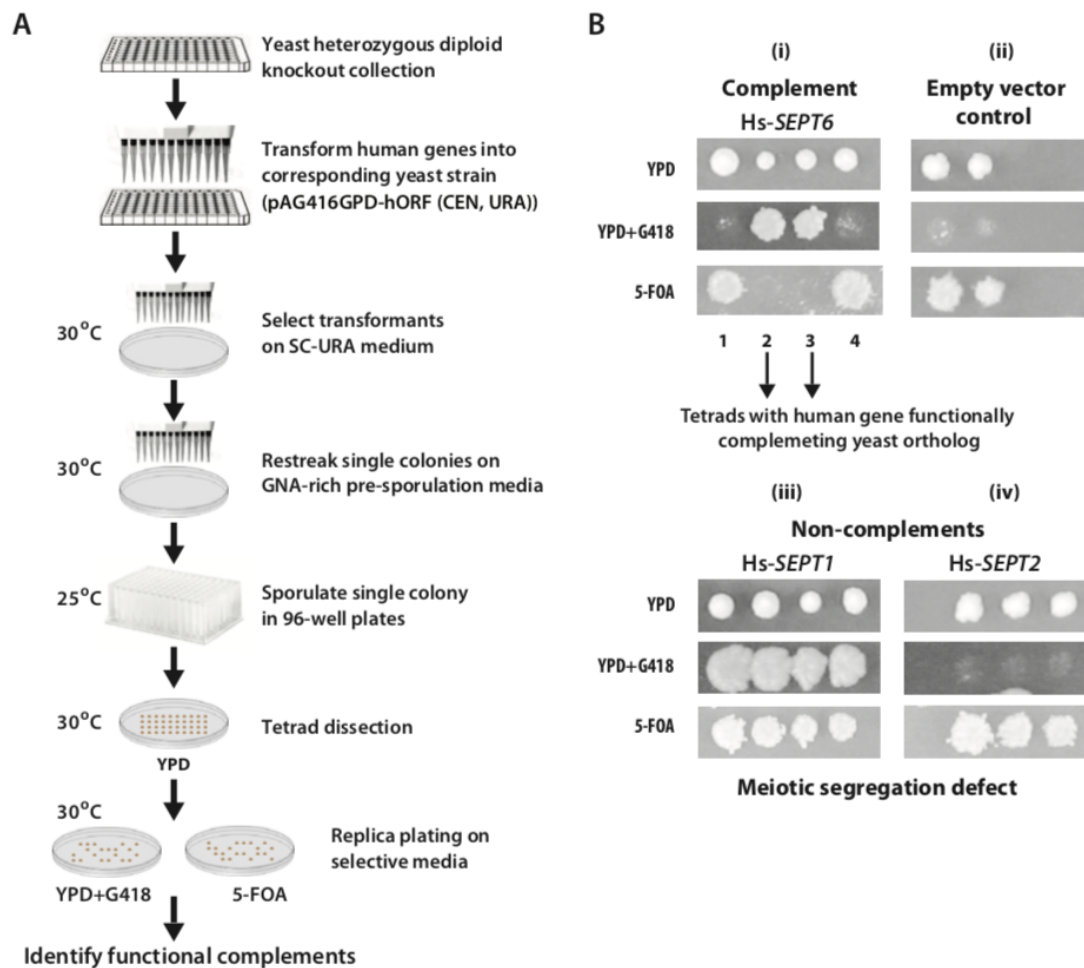 A
Yeast heterozygous diploid
knockout collection
Transform human genes into
corresponding yeast strain
(pAG416GPD-hORF (CEN, URA))
30°C
Select transformants
on SC-URA medium
30°C
Restreak single colonies on
GNA-rich pre-sporulation media
25°C
Sporulate single colony
in 96-well plates
30°C
Tetrad dissection
YPD
30°C
Replica plating on
selective media
YPD+G418
5-FOA
Identify functional complements
B
(i)
(ii)
Complement
Empty vector
control
Hs-SEPT6
YPD
YPD+G418
5-FOA
1 2 3 4
Tetrads with human gene functionally
complemeting yeast ortholog
(iii)
(iv)
Non-complements
Hs-SEPT1
Hs-SEPT2
YPD
YPD+G418
5-FOA
Meiotic segregation defect